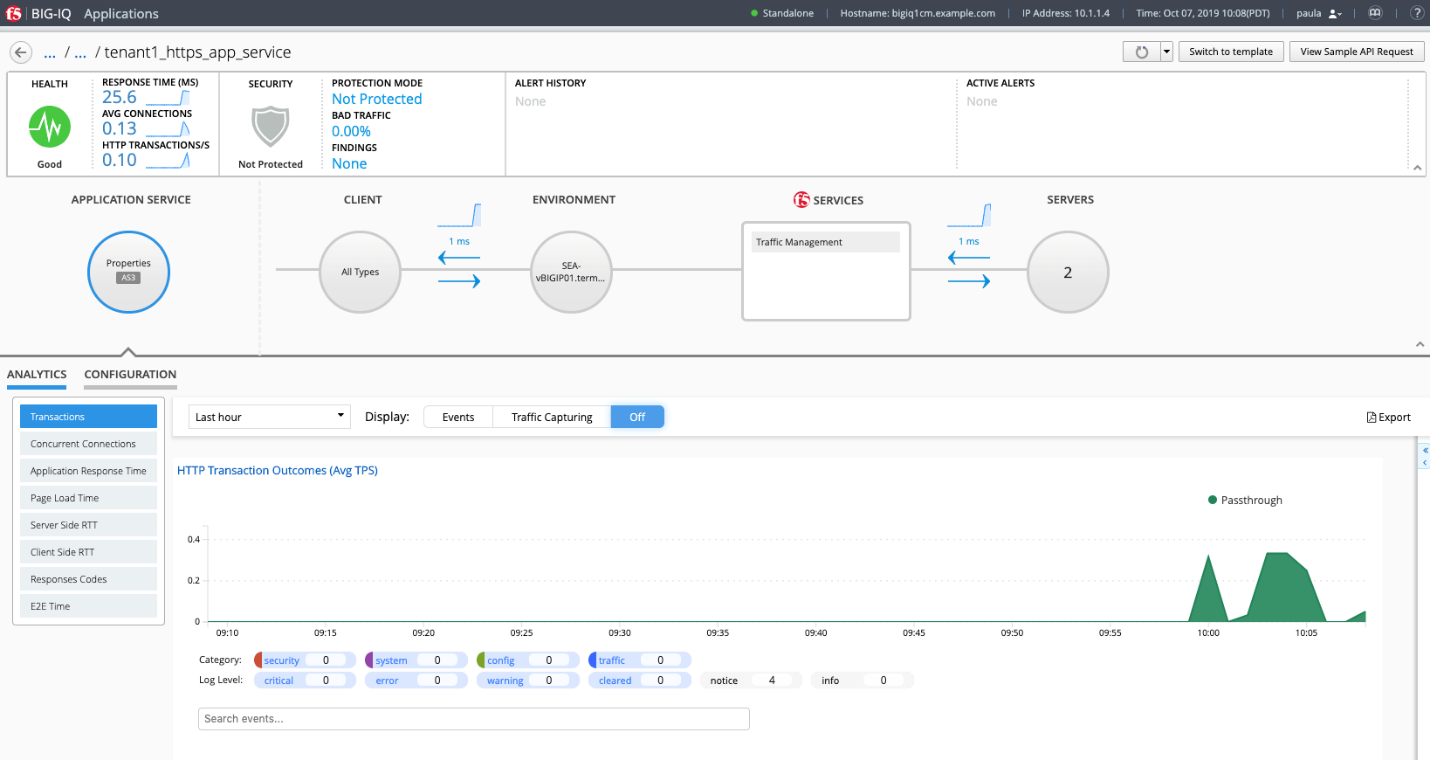 f5 BIG-IQ Applications Standalone Hostname: bigiq1cm.example.com IP Address: 10.1.1.4 Time: Oct 07, 2019 10:08(PDT) paula ?
... / ... / tenant1_https_app_service Switch to template View Sample API Request
HEALTH
Good
RESPONSE TIME (MS)
25.6
AVG CONNECTIONS
0.13
HTTP TRANSACTIONS/S
0.10
SECURITY
Not Protected
PROTECTION MODE
Not Protected
BAD TRAFFIC
0.00%
FINDINGS
None
ALERT HISTORY
None
ACTIVE ALERTS
None
APPLICATION SERVICE CLIENT ENVIRONMENT f5 SERVICES SERVERS
Properties
AS3
All Types
1 ms
SEA-
vBIGIP01.term...
Traffic Management
1 ms
2
ANALYTICS CONFIGURATION
Transactions
Concurrent Connections
Application Response Time
Page Load Time
Server Side RTT
Client Side RTT
Responses Codes
E2E Time
Last hour Display: Events Traffic Capturing Off Export
HTTP Transaction Outcomes (Avg TPS)
Passthrough
0.4
0.2
0
09:10 09:15 09:20 09:25 09:30 09:35 09:40 09:45 09:50 09:55 10:00 10:05
Category: security 0 system 0 config 0 traffic 0
Log Level: critical 0 error 0 warning 0 cleared 0 notice 4 info 0
Search events...